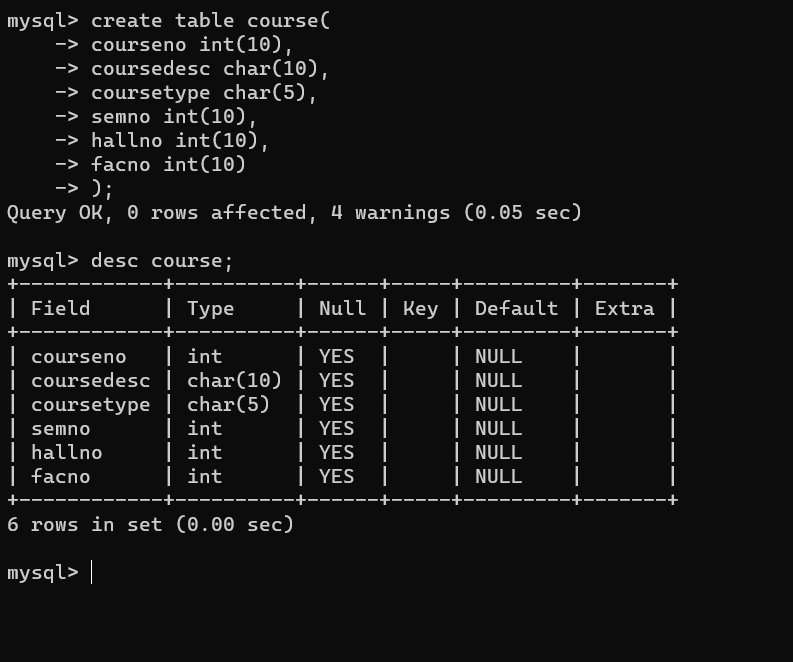 mysql> create table course(
    -> courseno int(10),
    -> coursedesc char(10),
    -> coursetype char(5),
    -> semno int(10),
    -> hallno int(10),
    -> facno int(10)
    -> );
Query OK, 0 rows affected, 4 warnings (0.05 sec)

mysql> desc course;
+------------+----------+------+-----+---------+-------+
| Field      | Type     | Null | Key | Default | Extra |
+------------+----------+------+-----+---------+-------+
| courseno   | int      | YES  |     | NULL    |       |
| coursedesc | char(10) | YES  |     | NULL    |       |
| coursetype | char(5)  | YES  |     | NULL    |       |
| semno      | int      | YES  |     | NULL    |       |
| hallno     | int      | YES  |     | NULL    |       |
| facno      | int      | YES  |     | NULL    |       |
+------------+----------+------+-----+---------+-------+
6 rows in set (0.00 sec)

mysql>